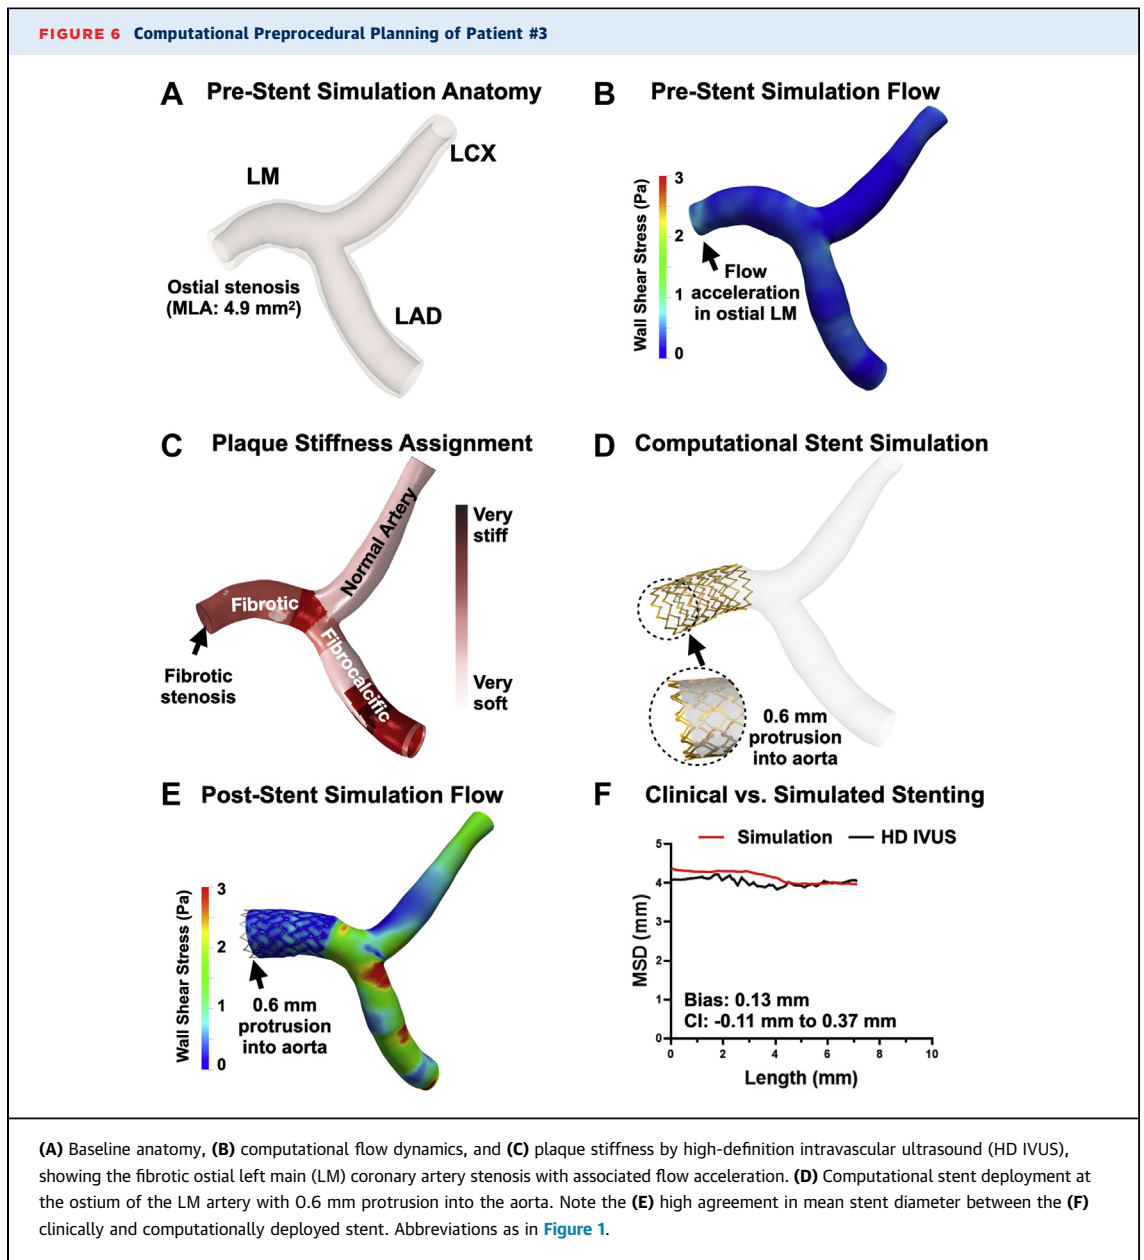 FIGURE 6 Computational Preprocedural Planning of Patient #3
A Pre-Stent Simulation Anatomy
LM
LCX
Ostial stenosis
(MLA: 4.9 mm²)
LAD
B Pre-Stent Simulation Flow
Wall Shear Stress (Pa)
3
2
1
0
Flow
acceleration
in ostial LM
C Plaque Stiffness Assignment
Normal Artery
Fibrotic
Fibrocalcific
Fibrotic
stenosis
Very
stiff
Very
soft
D Computational Stent Simulation
0.6 mm
protrusion
into aorta
E Post-Stent Simulation Flow
Wall Shear Stress (Pa)
3
2
1
0
0.6 mm
protrusion
into aorta
F Clinical vs. Simulated Stenting
Simulation HD IVUS
MSD (mm)
5
4
3
2
1
0
Bias: 0.13 mm
CI: -0.11 mm to 0.37 mm
0 2 4 6 8 10
Length (mm)
(A) Baseline anatomy, (B) computational flow dynamics, and (C) plaque stiffness by high-definition intravascular ultrasound (HD IVUS),
showing the fibrotic ostial left main (LM) coronary artery stenosis with associated flow acceleration. (D) Computational stent deployment at
the ostium of the LM artery with 0.6 mm protrusion into the aorta. Note the (E) high agreement in mean stent diameter between the (F)
clinically and computationally deployed stent. Abbreviations as in Figure 1.